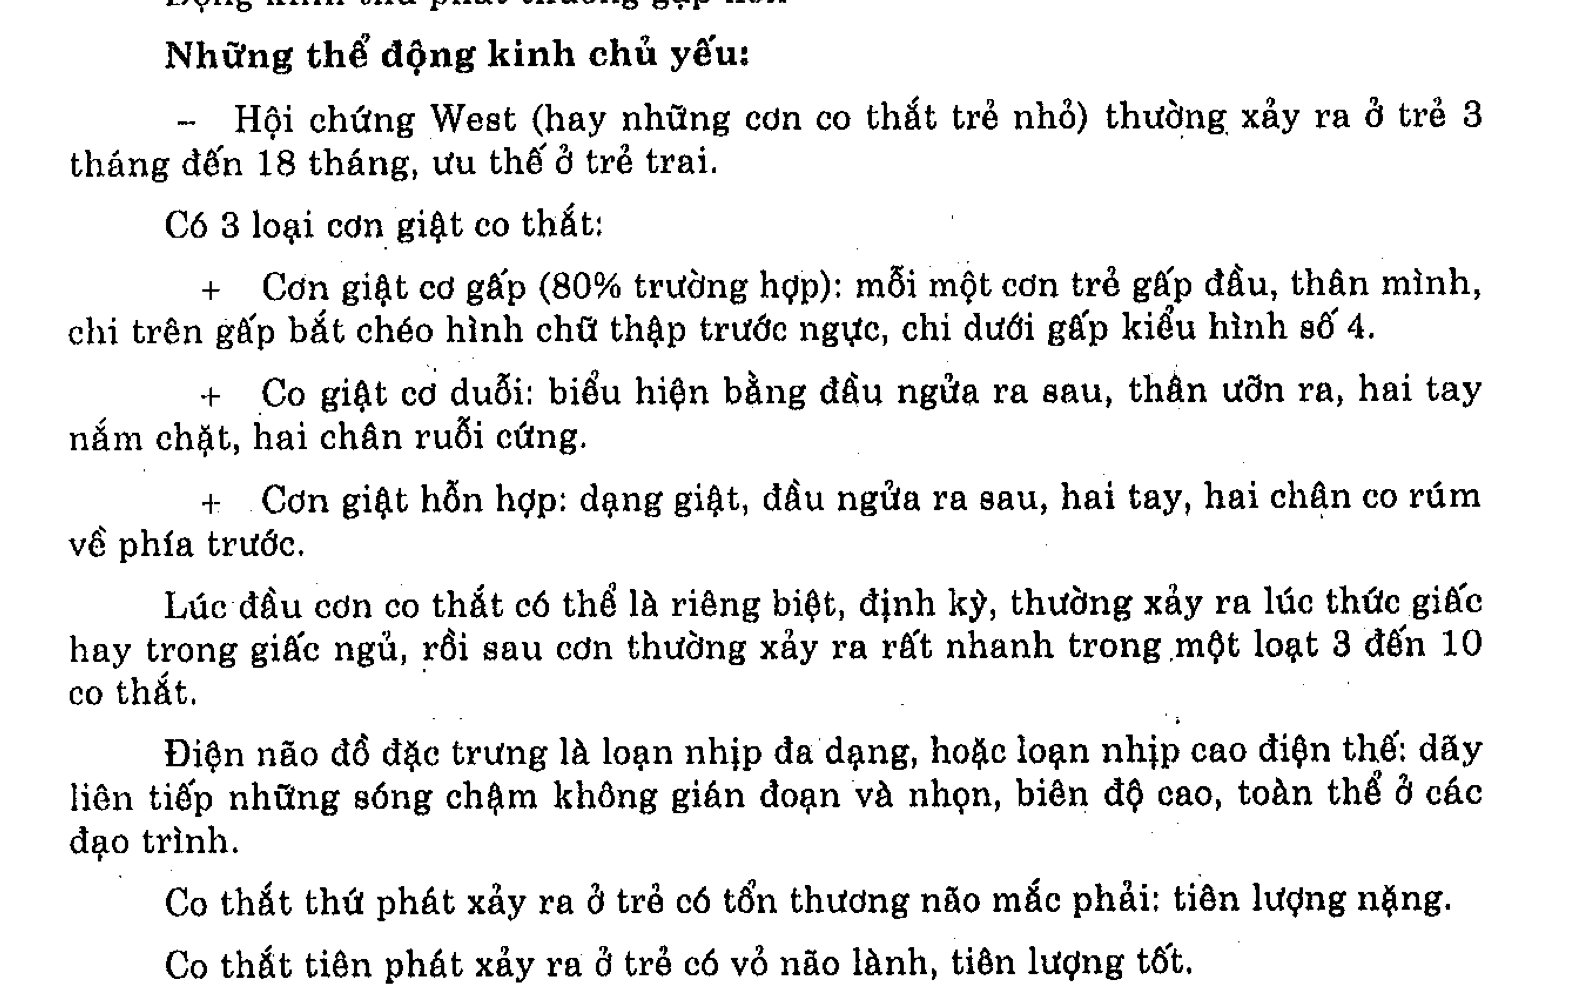 Động kinh thứ phát thường gặp hơn
Những thể động kinh chủ yếu:
– Hội chứng West (hay những cơn co thắt trẻ nhỏ) thường xảy ra ở trẻ 3
tháng đến 18 tháng, ưu thế ở trẻ trai.
Có 3 loại cơn giật co thắt:
+ Cơn giật cơ gấp (80% trường hợp): mỗi một cơn trẻ gấp đầu, thân mình,
chi trên gấp bắt chéo hình chữ thập trước ngực, chi dưới gấp kiểu hình số 4.
+ Co giật cơ duỗi: biểu hiện bằng đầu ngửa ra sau, thân ưỡn ra, hai tay
nắm chặt, hai chân ruỗi cứng.
+ Cơn giật hỗn hợp: dạng giật, đầu ngửa ra sau, hai tay, hai chân co rúm
về phía trước.
Lúc đầu cơn co thắt có thể là riêng biệt, định kỳ, thường xảy ra lúc thức giấc
hay trong giấc ngủ, rồi sau cơn thường xảy ra rất nhanh trong một loạt 3 đến 10
co thắt.
Điện não đồ đặc trưng là loạn nhịp đa dạng, hoặc loạn nhịp cao điện thế: dãy
liên tiếp những sóng chậm không gián đoạn và nhọn, biên độ cao, toàn thể ở các
đạo trình.
Co thắt thứ phát xảy ra ở trẻ có tổn thương não mắc phải: tiên lượng nặng.
Co thắt tiên phát xảy ra ở trẻ có vỏ não lành, tiên lượng tốt.